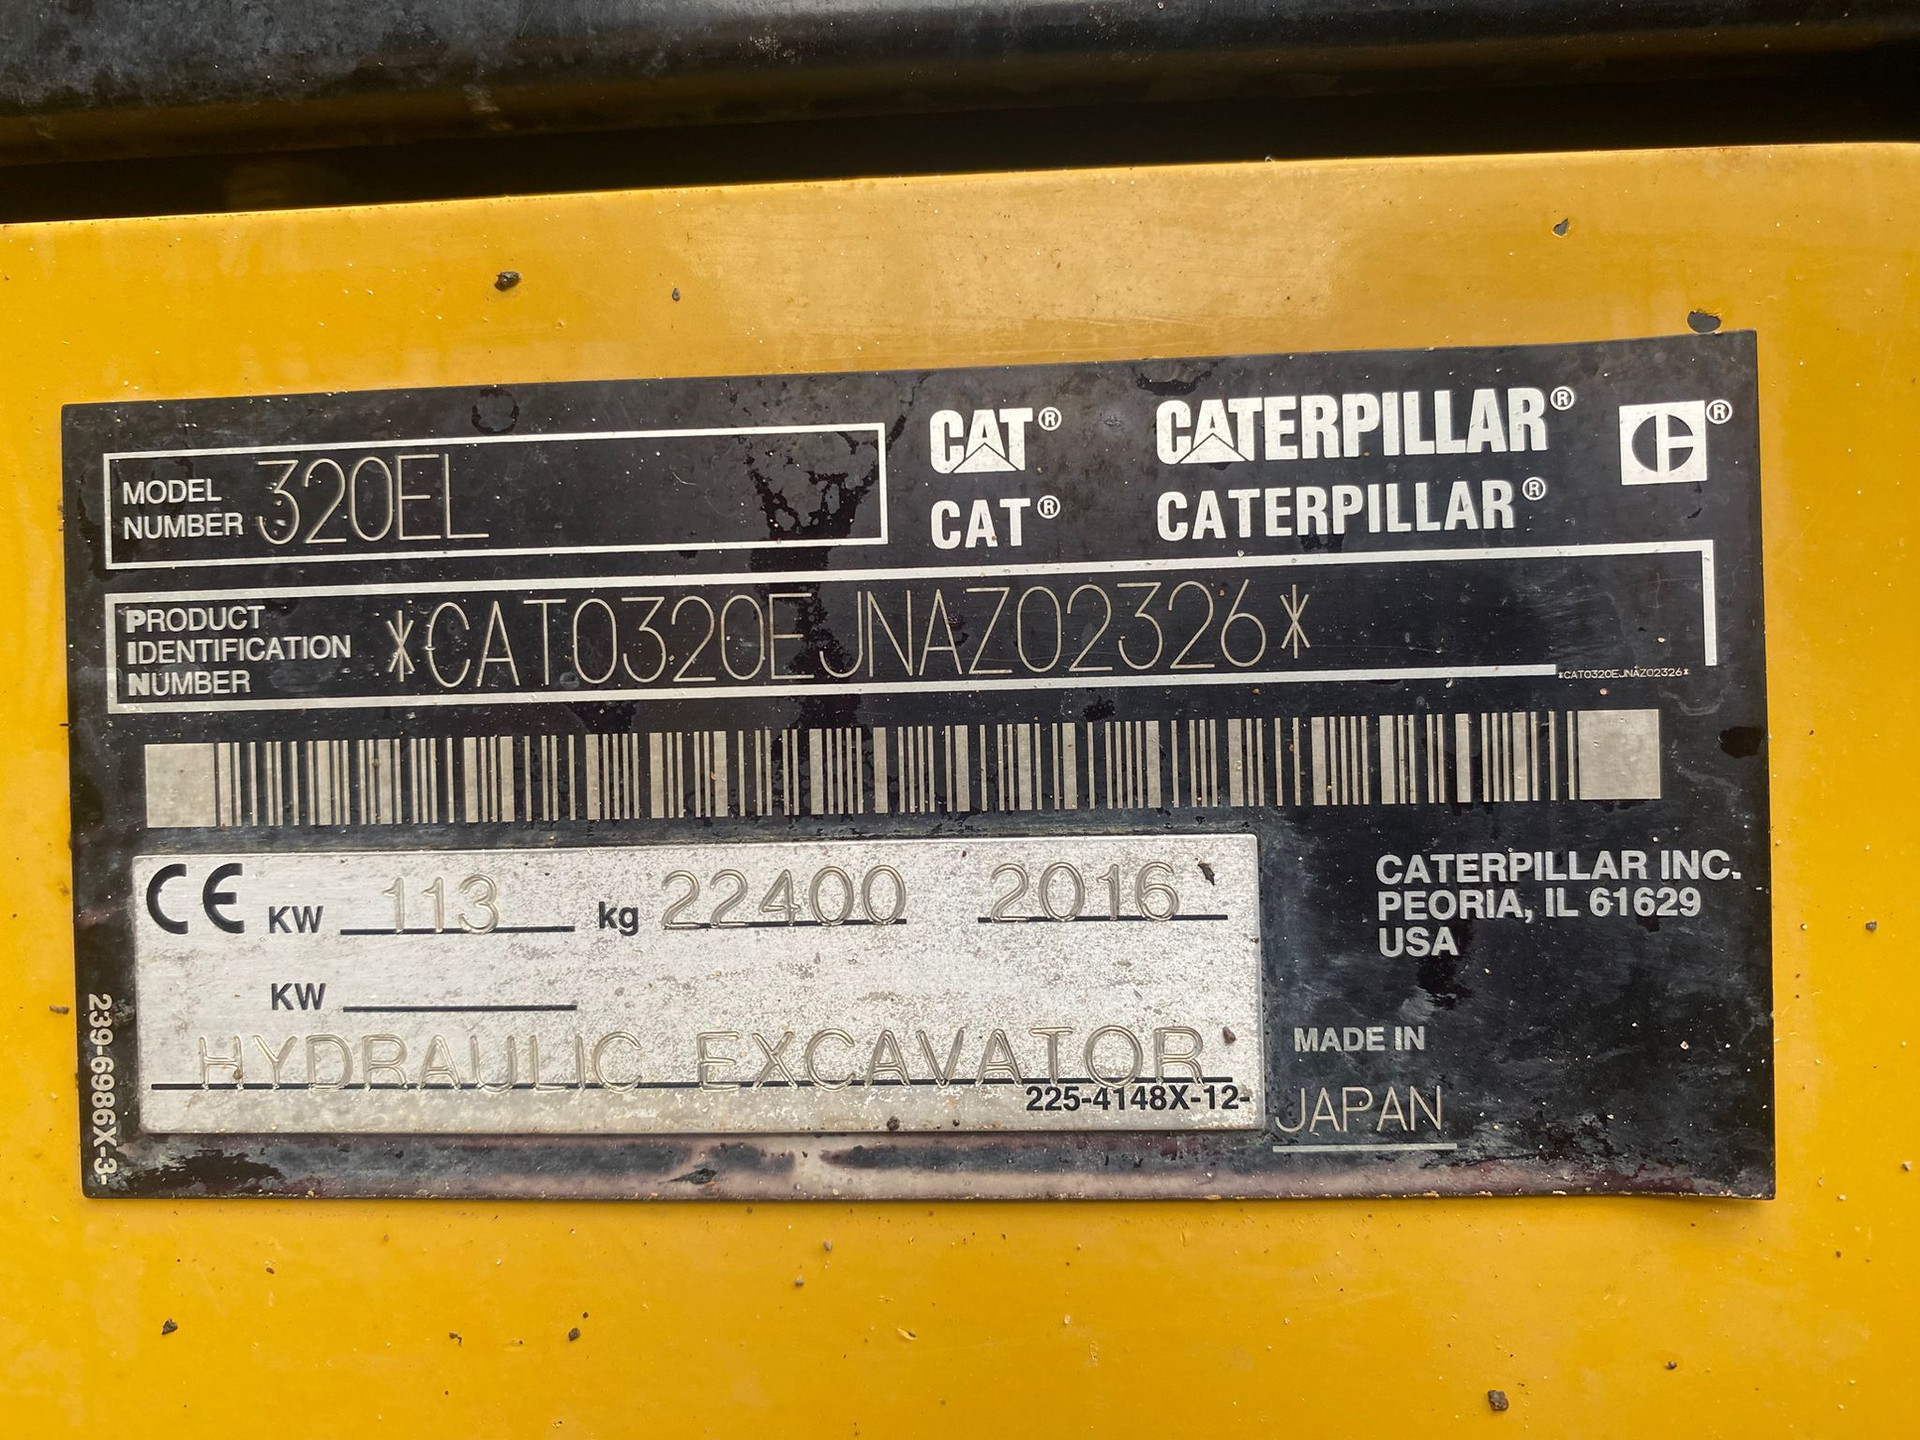 MODEL
NUMBER 320EL
CAT® CATERPILLAR®
CAT® CATERPILLAR®
PRODUCT
IDENTIFICATION
NUMBER
*CAT0320EJNAZ02326*
*CAT0320EJNAZ02326*
CE KW 113 kg 22400 2016
KW
HYDRAULIC EXCAVATOR
225-4148X-12-
CATERPILLAR INC.
PEORIA, IL 61629
USA
MADE IN
JAPAN
239-6986X-3-